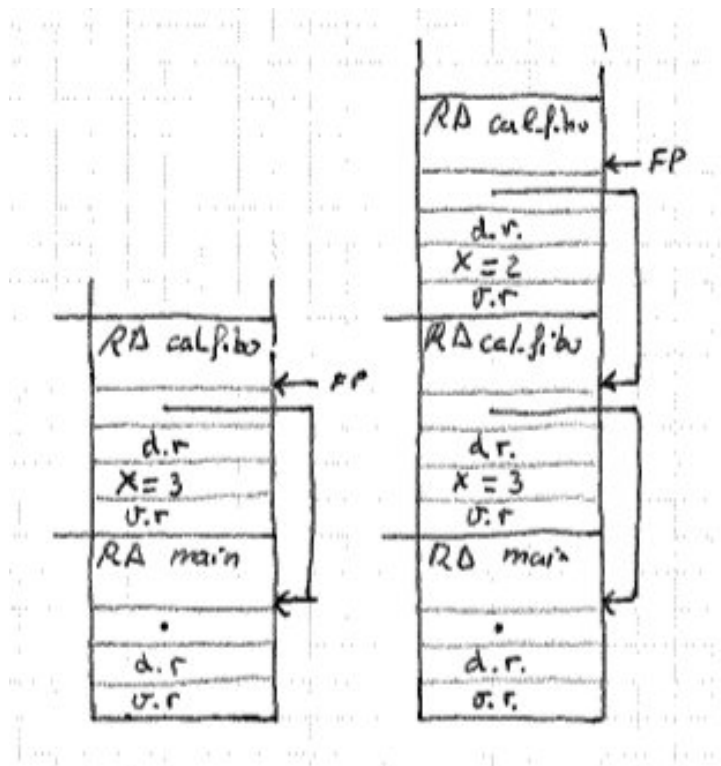 RA cal.fibo
FP
d.r
x = 3
v.r
RA main
•
d.r
v.r
RA cal.fibo
FP
d.r.
x = 2
v.r
RA cal.fibo
d.r.
x = 3
v.r
RA main
•
d.r.
v.r.